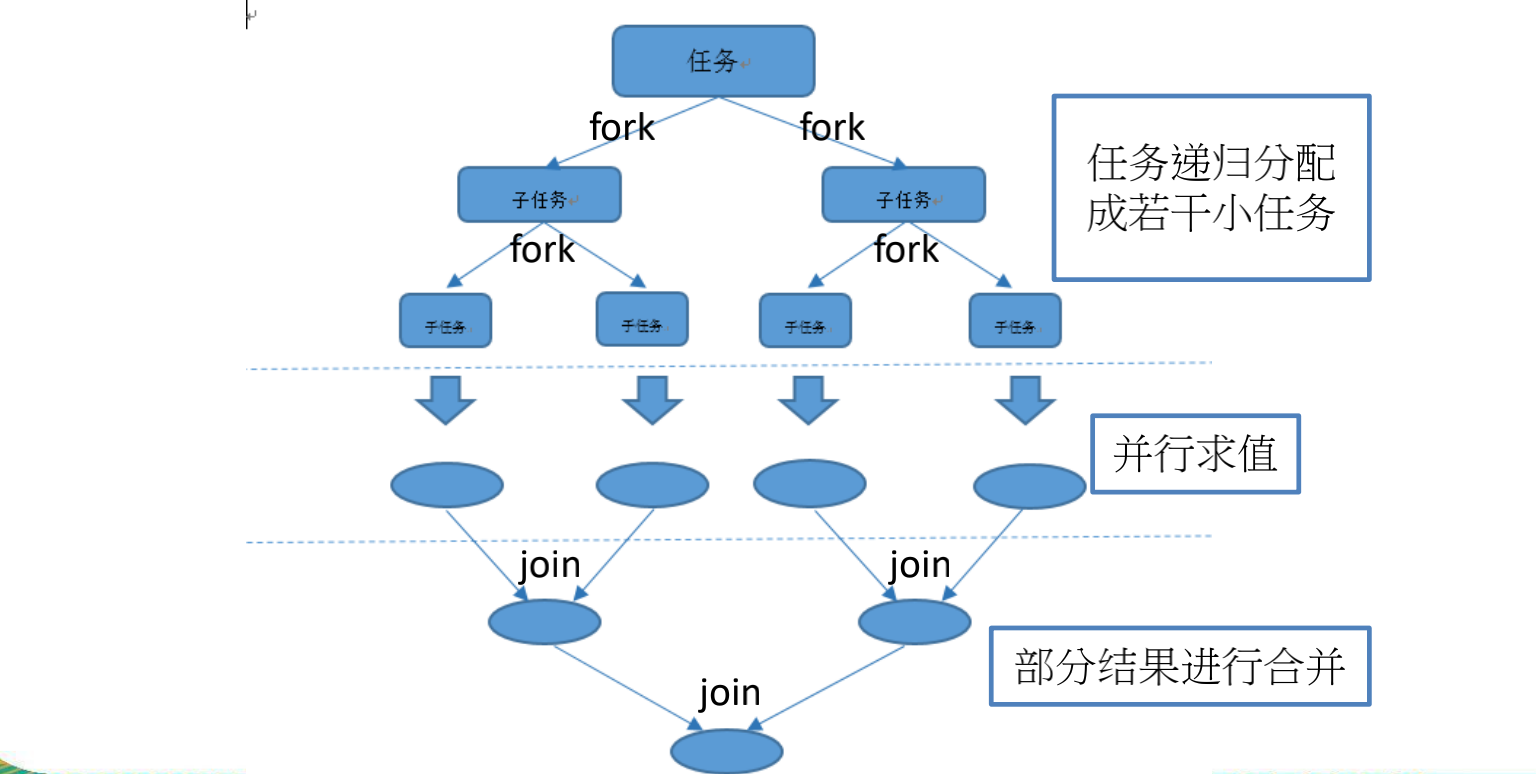 任务
fork
fork
任务递归分配
成若干小任务
子任务
子任务
fork
fork
子任务
子任务
子任务
子任务
并行求值
join
join
部分结果进行合并
join